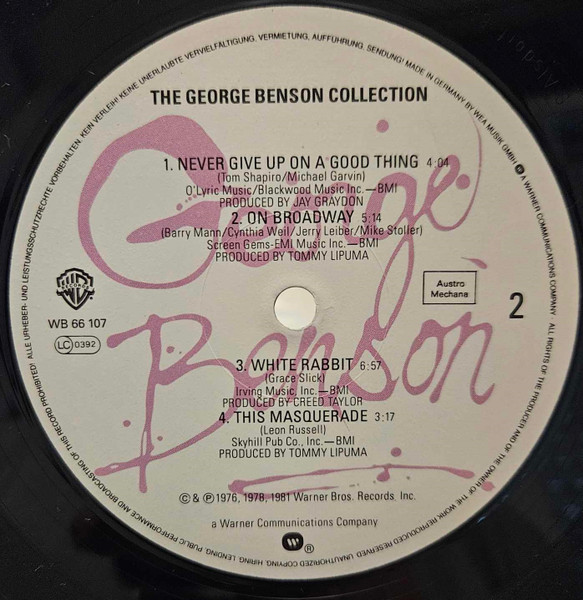 KEIN VERLEIH! KEINE UNERLAUBTE VERVIELFÄLTIGUNG, VERMIETUNG, AUFFÜHRUNG, SENDUNG! MADE IN GERMANY BY WEA MUSIK GMBH
A WARNER COMMUNICATIONS COMPANY · ALL RIGHTS OF THE PRODUCER AND OF THE OWNER OF THE WORK REPRODUCED RESERVED. UNAUTHORIZED COPYING, HIRING, LENDING, PUBLIC PERFORMANCE AND BROADCASTING OF THIS RECORD PROHIBITED! ALLE URHEBER- UND LEISTUNGSSCHUTZRECHTE VORBEHALTEN.
THE GEORGE BENSON COLLECTION
George
Benson
1. NEVER GIVE UP ON A GOOD THING 4:04
(Tom Shapiro/Michael Garvin)
O'Lyric Music/Blackwood Music Inc.—BMI
PRODUCED BY JAY GRAYDON
2. ON BROADWAY 5:14
(Barry Mann/Cynthia Weil/Jerry Leiber/Mike Stoller)
Screen Gems-EMI Music Inc.—BMI
PRODUCED BY TOMMY LIPUMA
WB RECORDS
WB 66 107
LC 0392
Austro
Mechana
2
3. WHITE RABBIT 6:57
(Grace Slick)
Irving Music, Inc.—BMI
PRODUCED BY CREED TAYLOR
4. THIS MASQUERADE 3:17
(Leon Russell)
Skyhill Pub Co., Inc.—BMI
PRODUCED BY TOMMY LIPUMA
© & ℗ 1976, 1978, 1981 Warner Bros. Records, Inc.
a Warner Communications Company
®